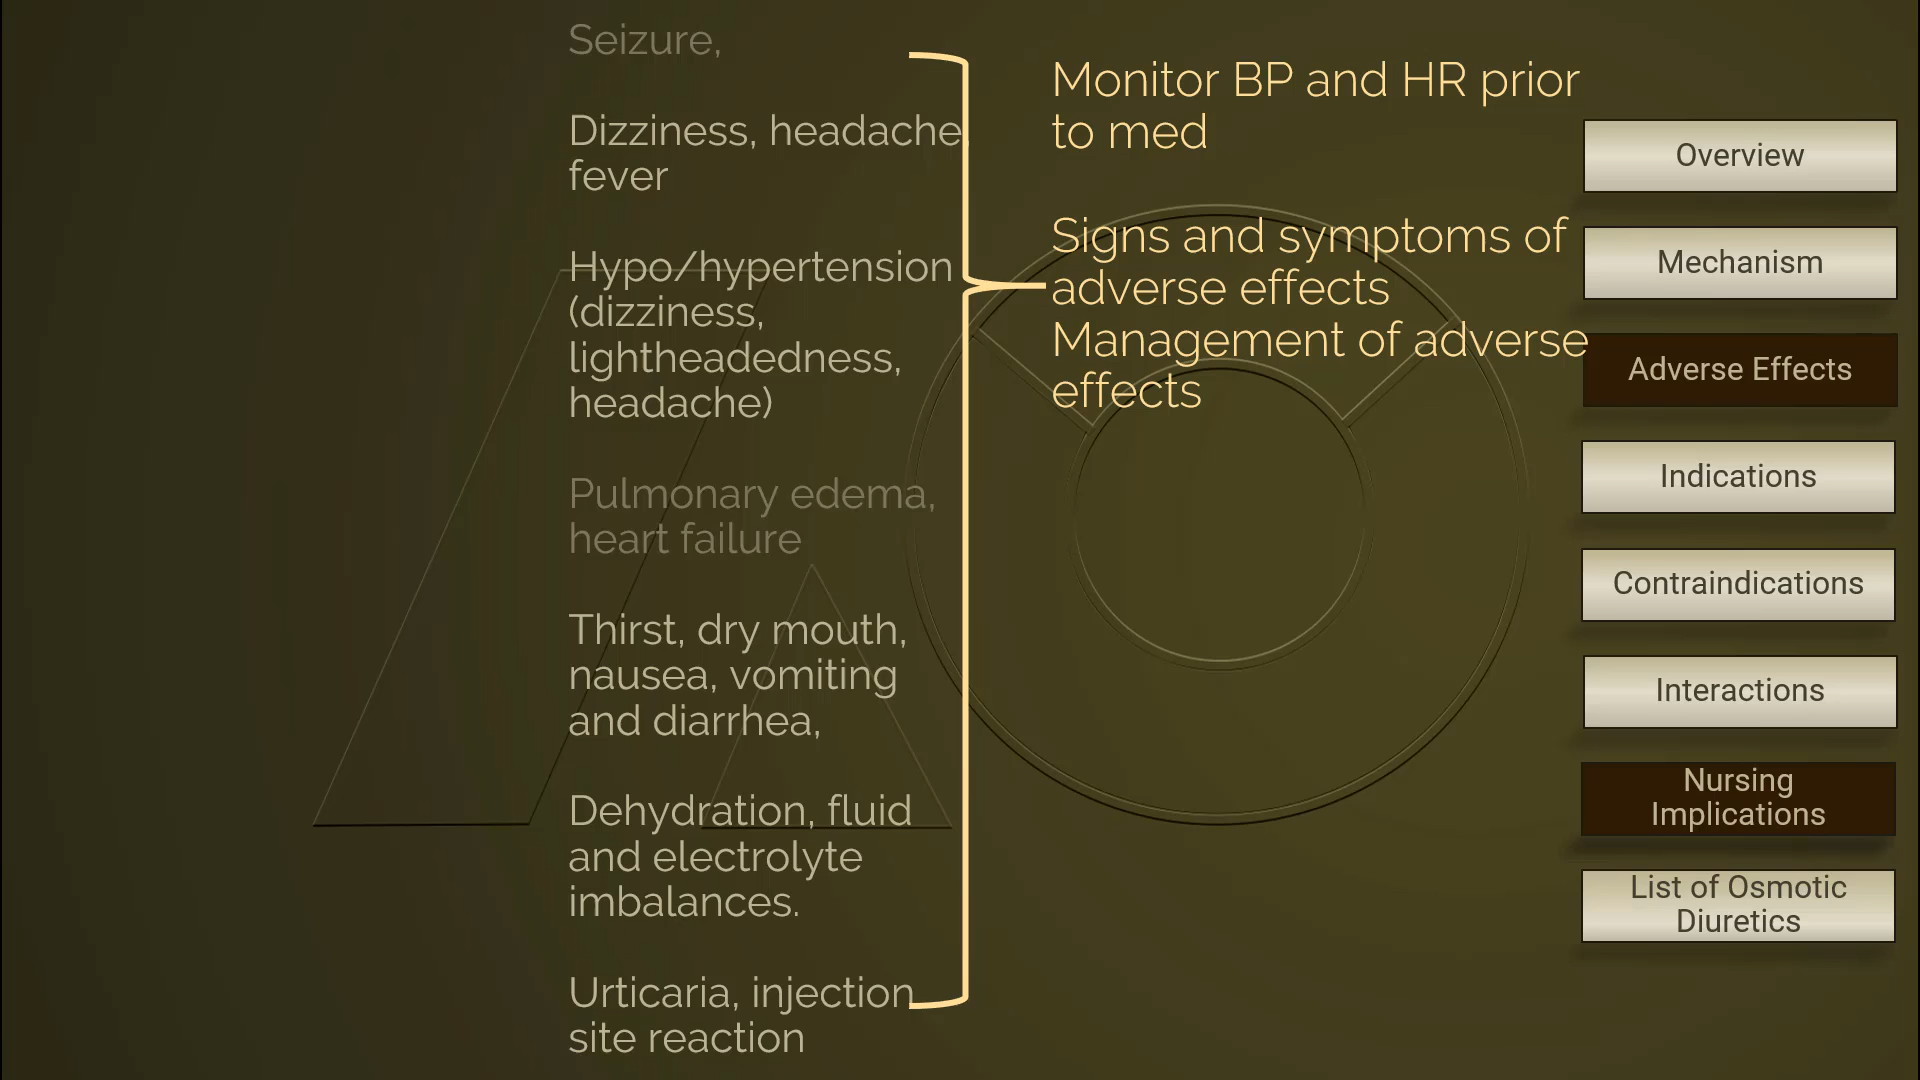 Seizure,
Dizziness, headache,
fever
Hypo/hypertension
(dizziness,
lightheadedness,
headache)
Pulmonary edema,
heart failure
Thirst, dry mouth,
nausea, vomiting
and diarrhea,
Dehydration, fluid
and electrolyte
imbalances.
Urticaria, injection
site reaction
Monitor BP and HR prior
to med
Signs and symptoms of
adverse effects
Management of adverse
effects
Overview
Mechanism
Adverse Effects
Indications
Contraindications
Interactions
Nursing
Implications
List of Osmotic
Diuretics